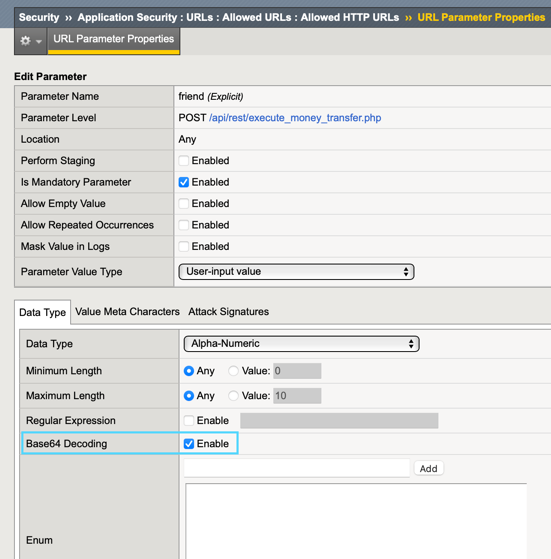 Security » Application Security : URLs : Allowed URLs : Allowed HTTP URLs » URL Parameter Properties
URL Parameter Properties
Edit Parameter
Parameter Name friend (Explicit)
Parameter Level POST /api/rest/execute_money_transfer.php
Location Any
Perform Staging Enabled
Is Mandatory Parameter Enabled
Allow Empty Value Enabled
Allow Repeated Occurrences Enabled
Mask Value in Logs Enabled
Parameter Value Type User-input value
Data Type Value Meta Characters Attack Signatures
Data Type Alpha-Numeric
Minimum Length Any Value: 0
Maximum Length Any Value: 10
Regular Expression Enable
Base64 Decoding Enable
Add
Enum